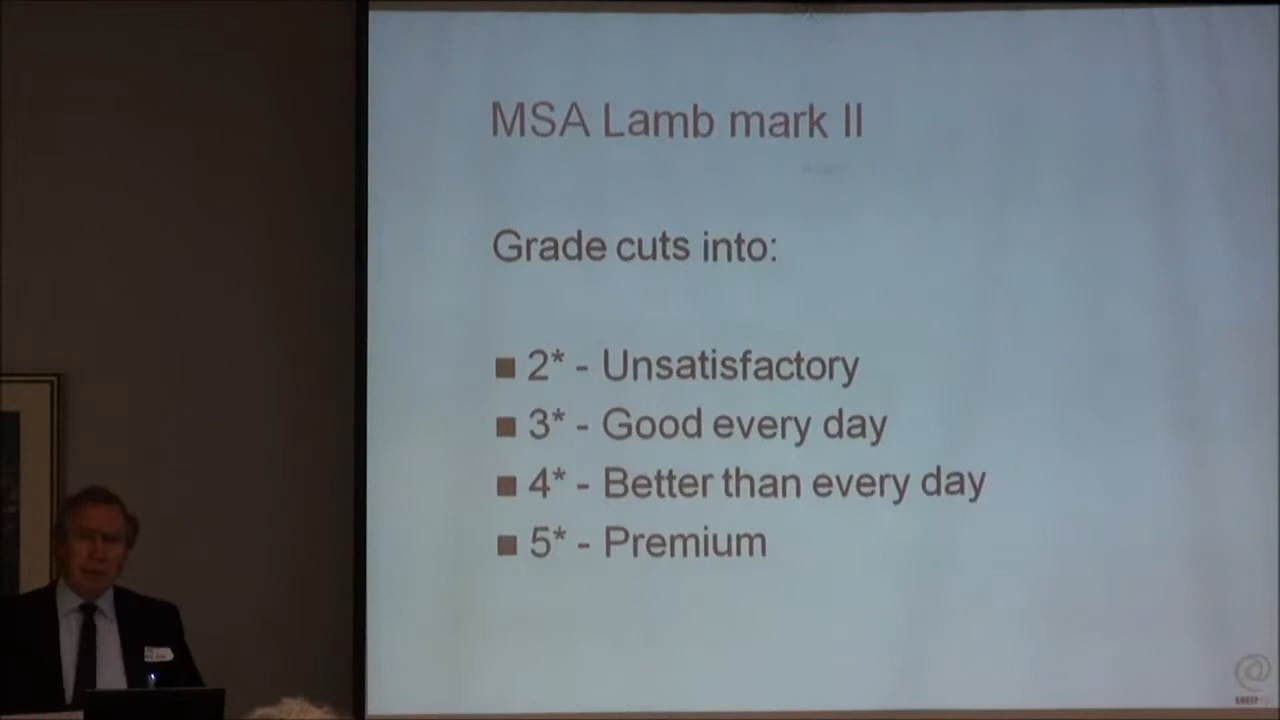 MSA Lamb mark II
Grade cuts into:
■ 2* - Unsatisfactory
■ 3* - Good every day
■ 4* - Better than every day
■ 5* - Premium
SHEEP